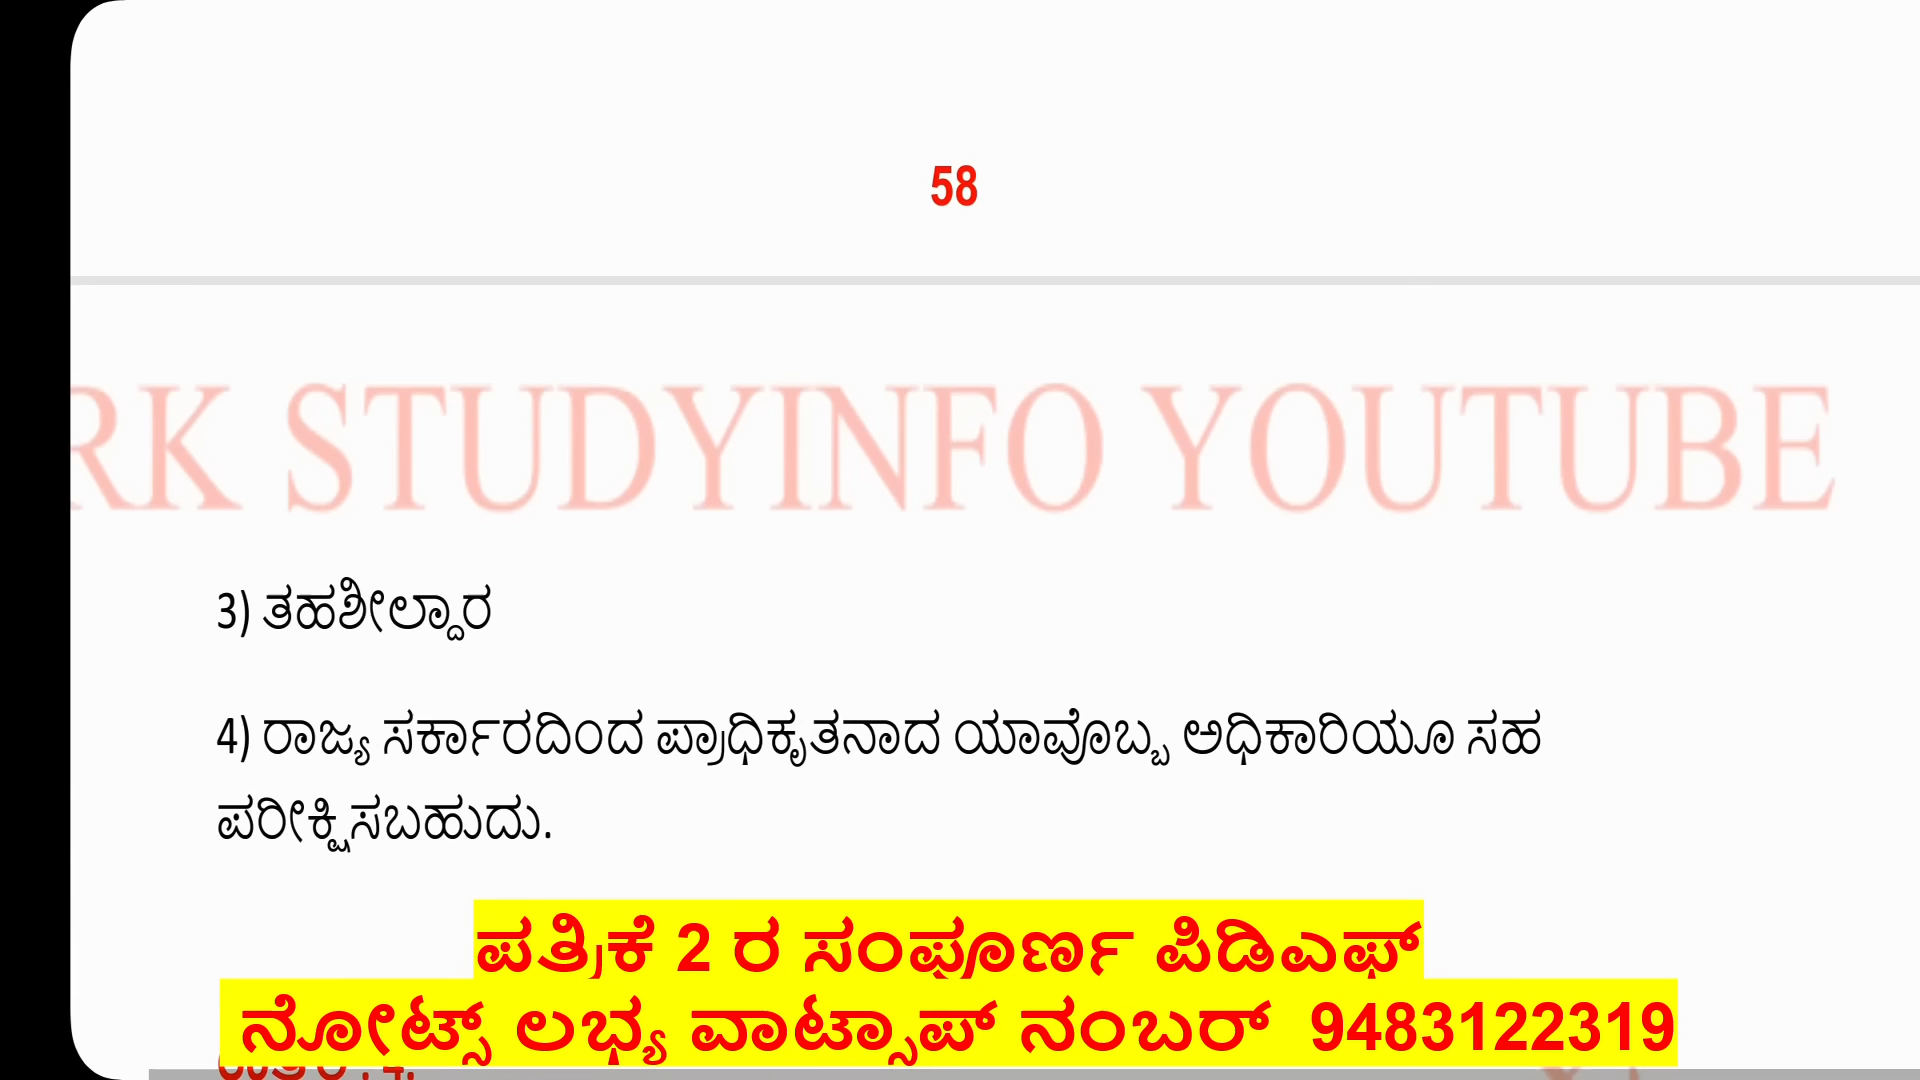 58
RK STUDYINFO YOUTUBE
3) ತಹಶೀಲ್ದಾರ
4) ರಾಜ್ಯ ಸರ್ಕಾರದಿಂದ ಪ್ರಾಧಿಕೃತನಾದ ಯಾವೊಬ್ಬ ಅಧಿಕಾರಿಯೂ ಸಹ
ಪರೀಕ್ಷಿಸಬಹುದು.
ಪತ್ರಿಕೆ 2 ರ ಸಂಪೂರ್ಣ ಪಿಡಿಎಫ್
ನೋಟ್ಸ್ ಲಭ್ಯ ವಾಟ್ಸಾಪ್ ನಂಬರ್ 9483122319